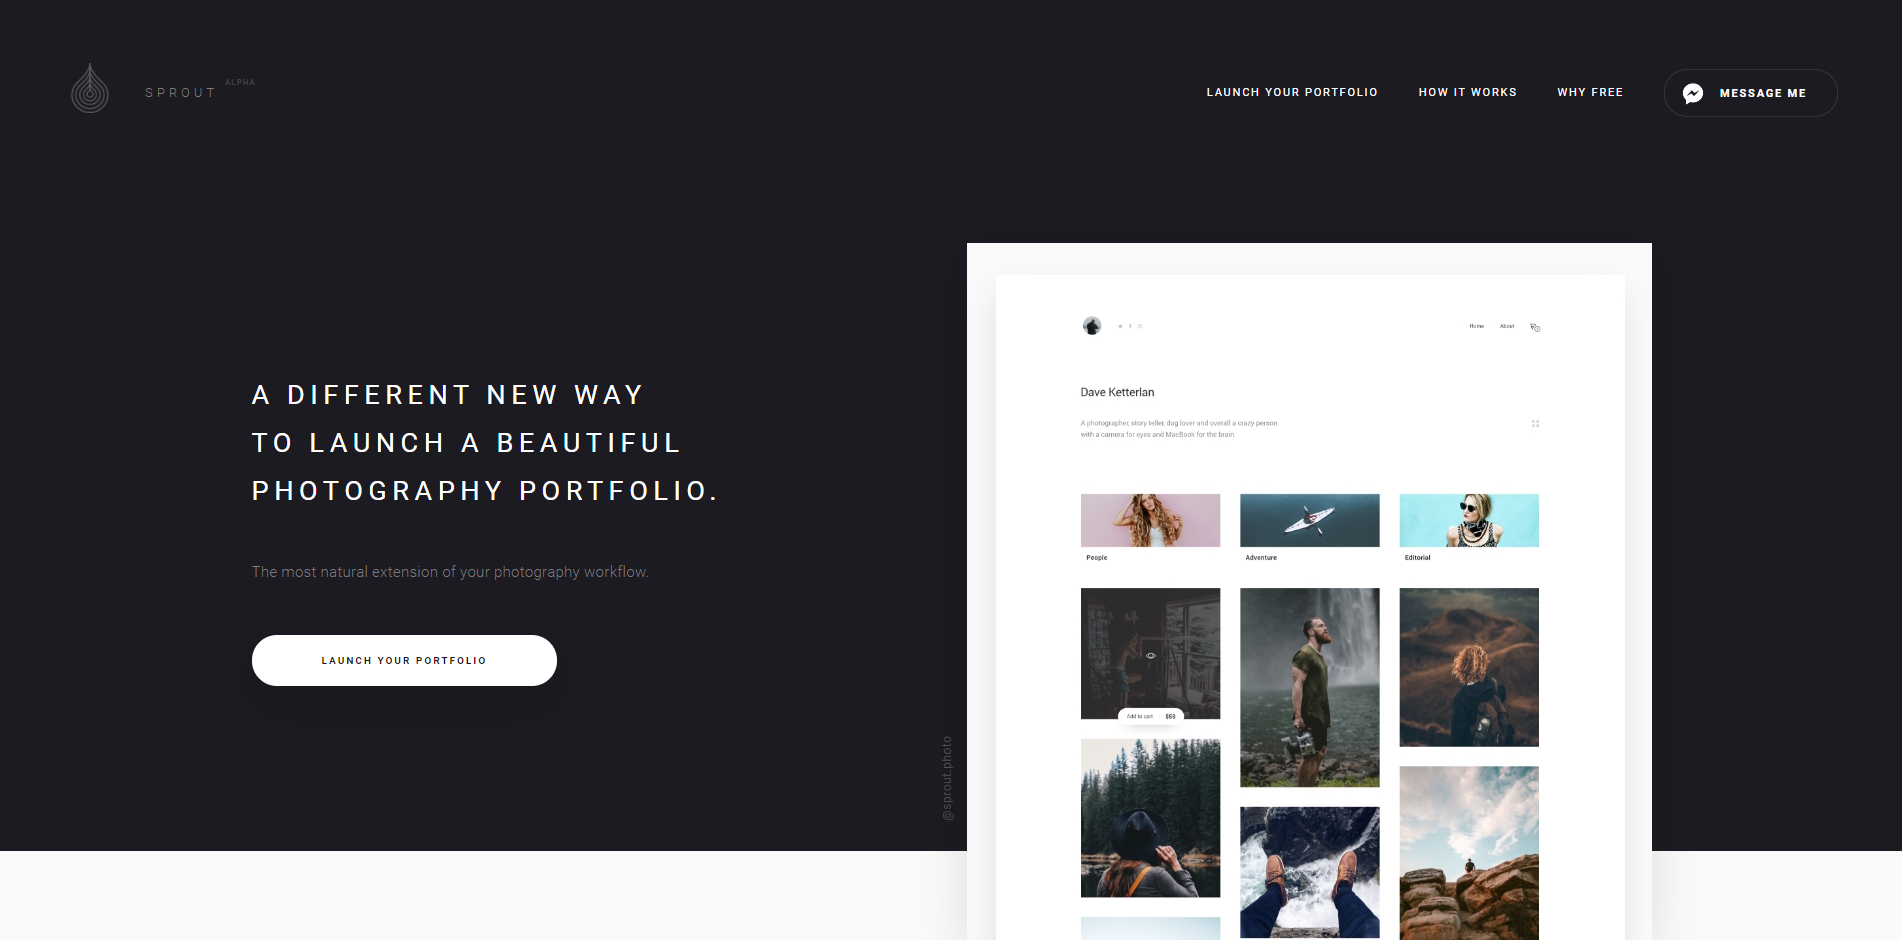 SPROUT ALPHA
LAUNCH YOUR PORTFOLIO HOW IT WORKS WHY FREE MESSAGE ME
A DIFFERENT NEW WAY
TO LAUNCH A BEAUTIFUL
PHOTOGRAPHY PORTFOLIO.
The most natural extension of your photography workflow.
LAUNCH YOUR PORTFOLIO
@sprout.photo
Home About
Dave Ketterlan
A photographer, story teller, dog lover and overall a crazy person
with a camera for eyes and MacBook for the brain.
People Adventure Editorial
Add to cart $59